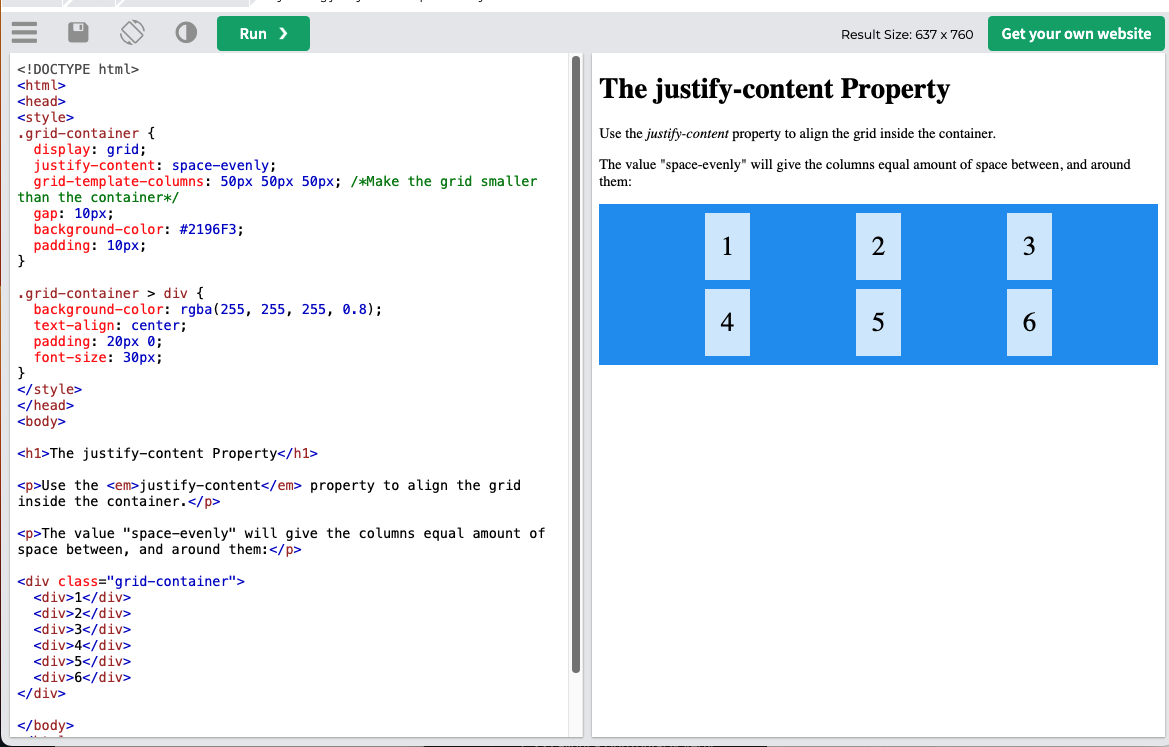 Run ❯
Result Size: 637 x 760
Get your own website
<!DOCTYPE html>
<html>
<head>
<style>
.grid-container {
  display: grid;
  justify-content: space-evenly;
  grid-template-columns: 50px 50px 50px; /*Make the grid smaller
than the container*/
  gap: 10px;
  background-color: #2196F3;
  padding: 10px;
}

.grid-container > div {
  background-color: rgba(255, 255, 255, 0.8);
  text-align: center;
  padding: 20px 0;
  font-size: 30px;
}
</style>
</head>
<body>

<h1>The justify-content Property</h1>

<p>Use the <em>justify-content</em> property to align the grid
inside the container.</p>

<p>The value "space-evenly" will give the columns equal amount of
space between, and around them:</p>

<div class="grid-container">
  <div>1</div>
  <div>2</div>
  <div>3</div>
  <div>4</div>
  <div>5</div>
  <div>6</div>
</div>

</body>
The justify-content Property
Use the justify-content property to align the grid inside the container.
The value "space-evenly" will give the columns equal amount of space between, and around
them:
1 2 3
4 5 6